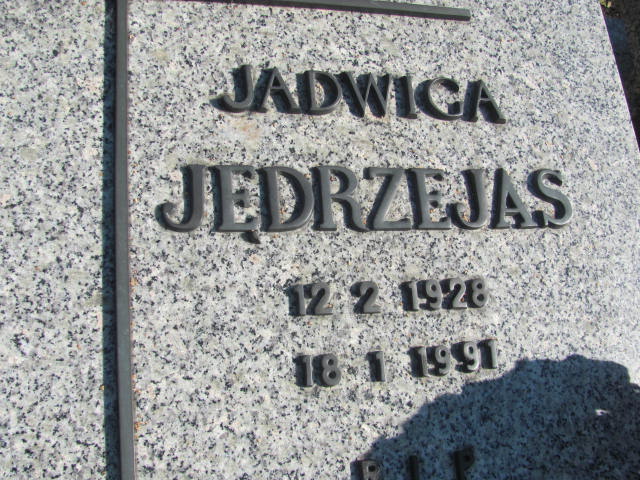 JADWIGA
JĘDRZEJAS
12 2 1928
18 1 1991
R I P